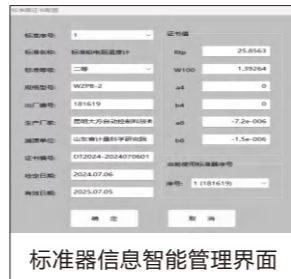 标准器证书配置
标准序号: 1
标准名称: 标准铂电阻温度计
标准等级: 二等
规格型号: WZPB-2
出厂编号: 181619
生产厂家: 昆明大方自动控制科技
溯源单位: 山东省计量科学研究院
证书编号: DT2024-2024070601
检定日期: 2024.07.06
有效日期: 2025.07.05
证书值
Rtp 25.8563
W100 1.39264
a4 0
b4 0
a8 -7.2e-006
b8 -1.5e-006
当前使用标准器序号
序号: 1 (181619)
确 定
取 消
标准器信息智能管理界面